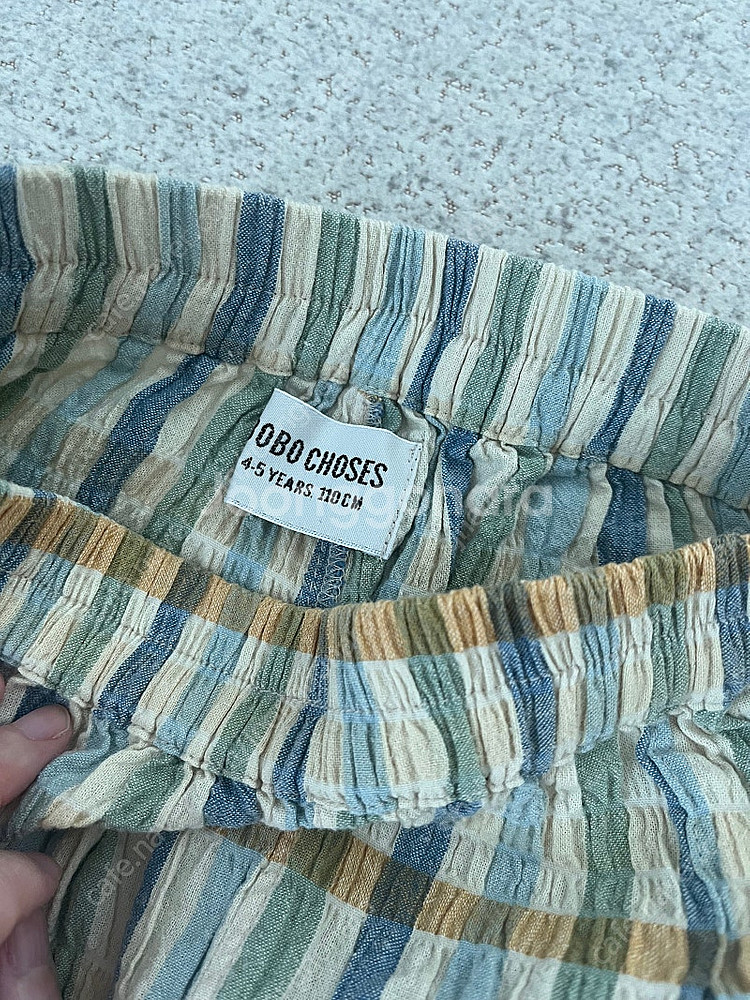 OBO CHOSES
4-5 YEARS. 110CM